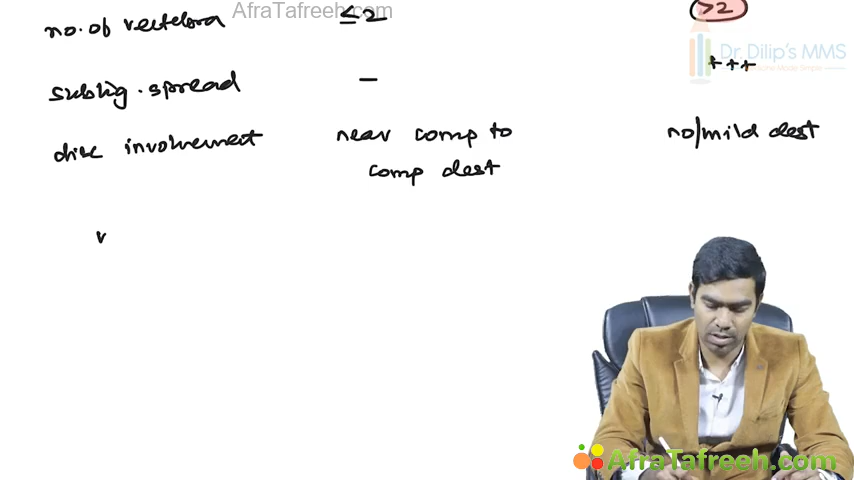 AfraTafreeh.com
no. of vertebra ≤2 >2
Dr Dilip's MMS
sublig. spread - +++
disc involvement near comp to no/mild dest
comp dest
v
AfraTafreeh.com